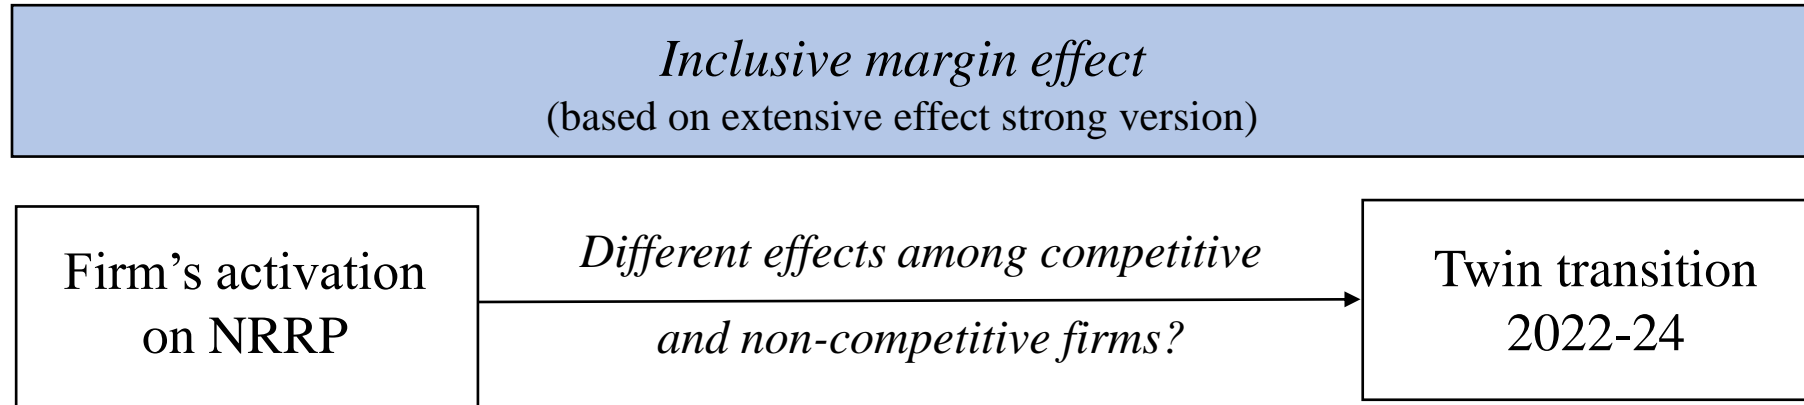 Inclusive margin effect
(based on extensive effect strong version)
Firm’s activation
on NRRP
Different effects among competitive
and non-competitive firms?
Twin transition
2022-24